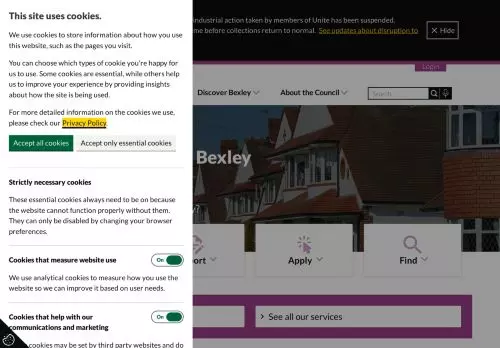 This site uses cookies.
We use cookies to store information about how you use
this website, such as the pages you visit.
You can choose which types of cookie you're happy for
us to use. Some cookies are essential, while others help
us to improve your experience by providing insights
about how the site is being used.
For more detailed information on the cookies we use,
please check our Privacy Policy.
Accept all cookies
Accept only essential cookies
Strictly necessary cookies
These essential cookies always need to be on because
the website cannot function properly without them.
They can only be disabled by changing your browser
preferences.
Cookies that measure website use
On
We use analytical cookies to measure how you use the
website so we can improve it based on user needs.
Cookies that help with our
communications and marketing
On
cookies may be set by third party websites and do
industrial action taken by members of Unite has been suspended.
me before collections return to normal. See updates about disruption to
Hide
Login
Discover Bexley
About the Council
Search
Bexley
?
ort
Apply
Find
See all our services